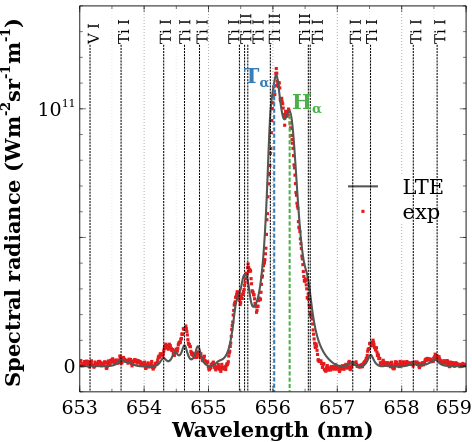 V I
Ti I
Ti I
Ti I
Ti I
Ti I
Ti II
Ti I
Ti II
Ti II
Ti I
Ti I
Ti I
Ti I
Ti I
Tα
Hα
10¹¹
0
LTE
exp
653 654 655 656 657 658 659
Wavelength (nm)
Spectral radiance (Wm⁻²sr⁻¹m⁻¹)